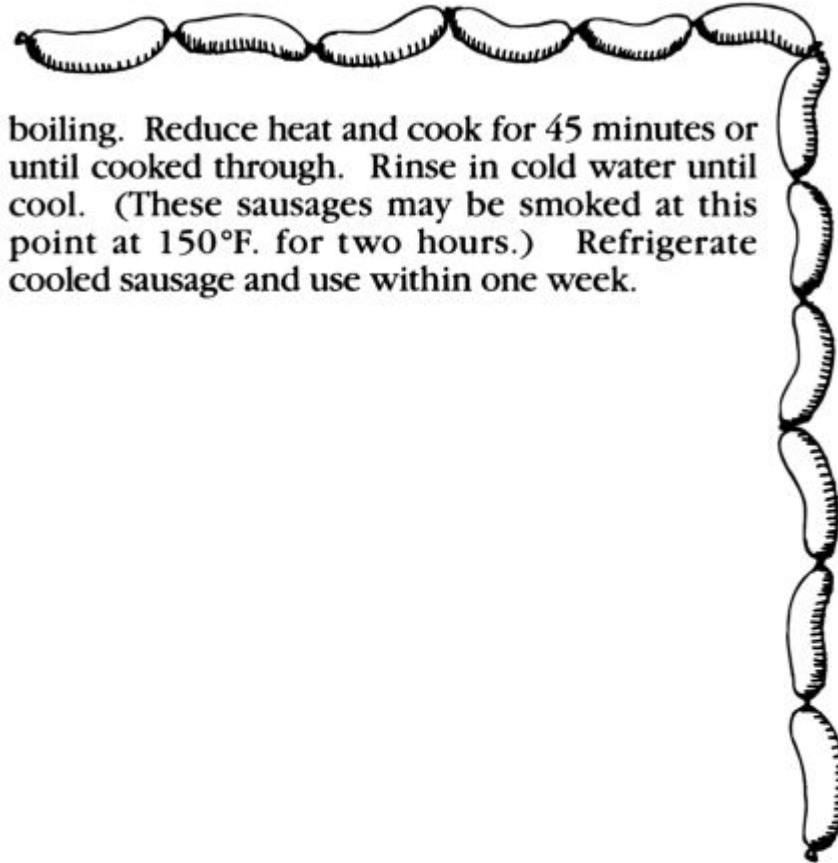 boiling. Reduce heat and cook for 45 minutes or
until cooked through. Rinse in cold water until
cool. (These sausages may be smoked at this
point at 150°F. for two hours.) Refrigerate
cooled sausage and use within one week.